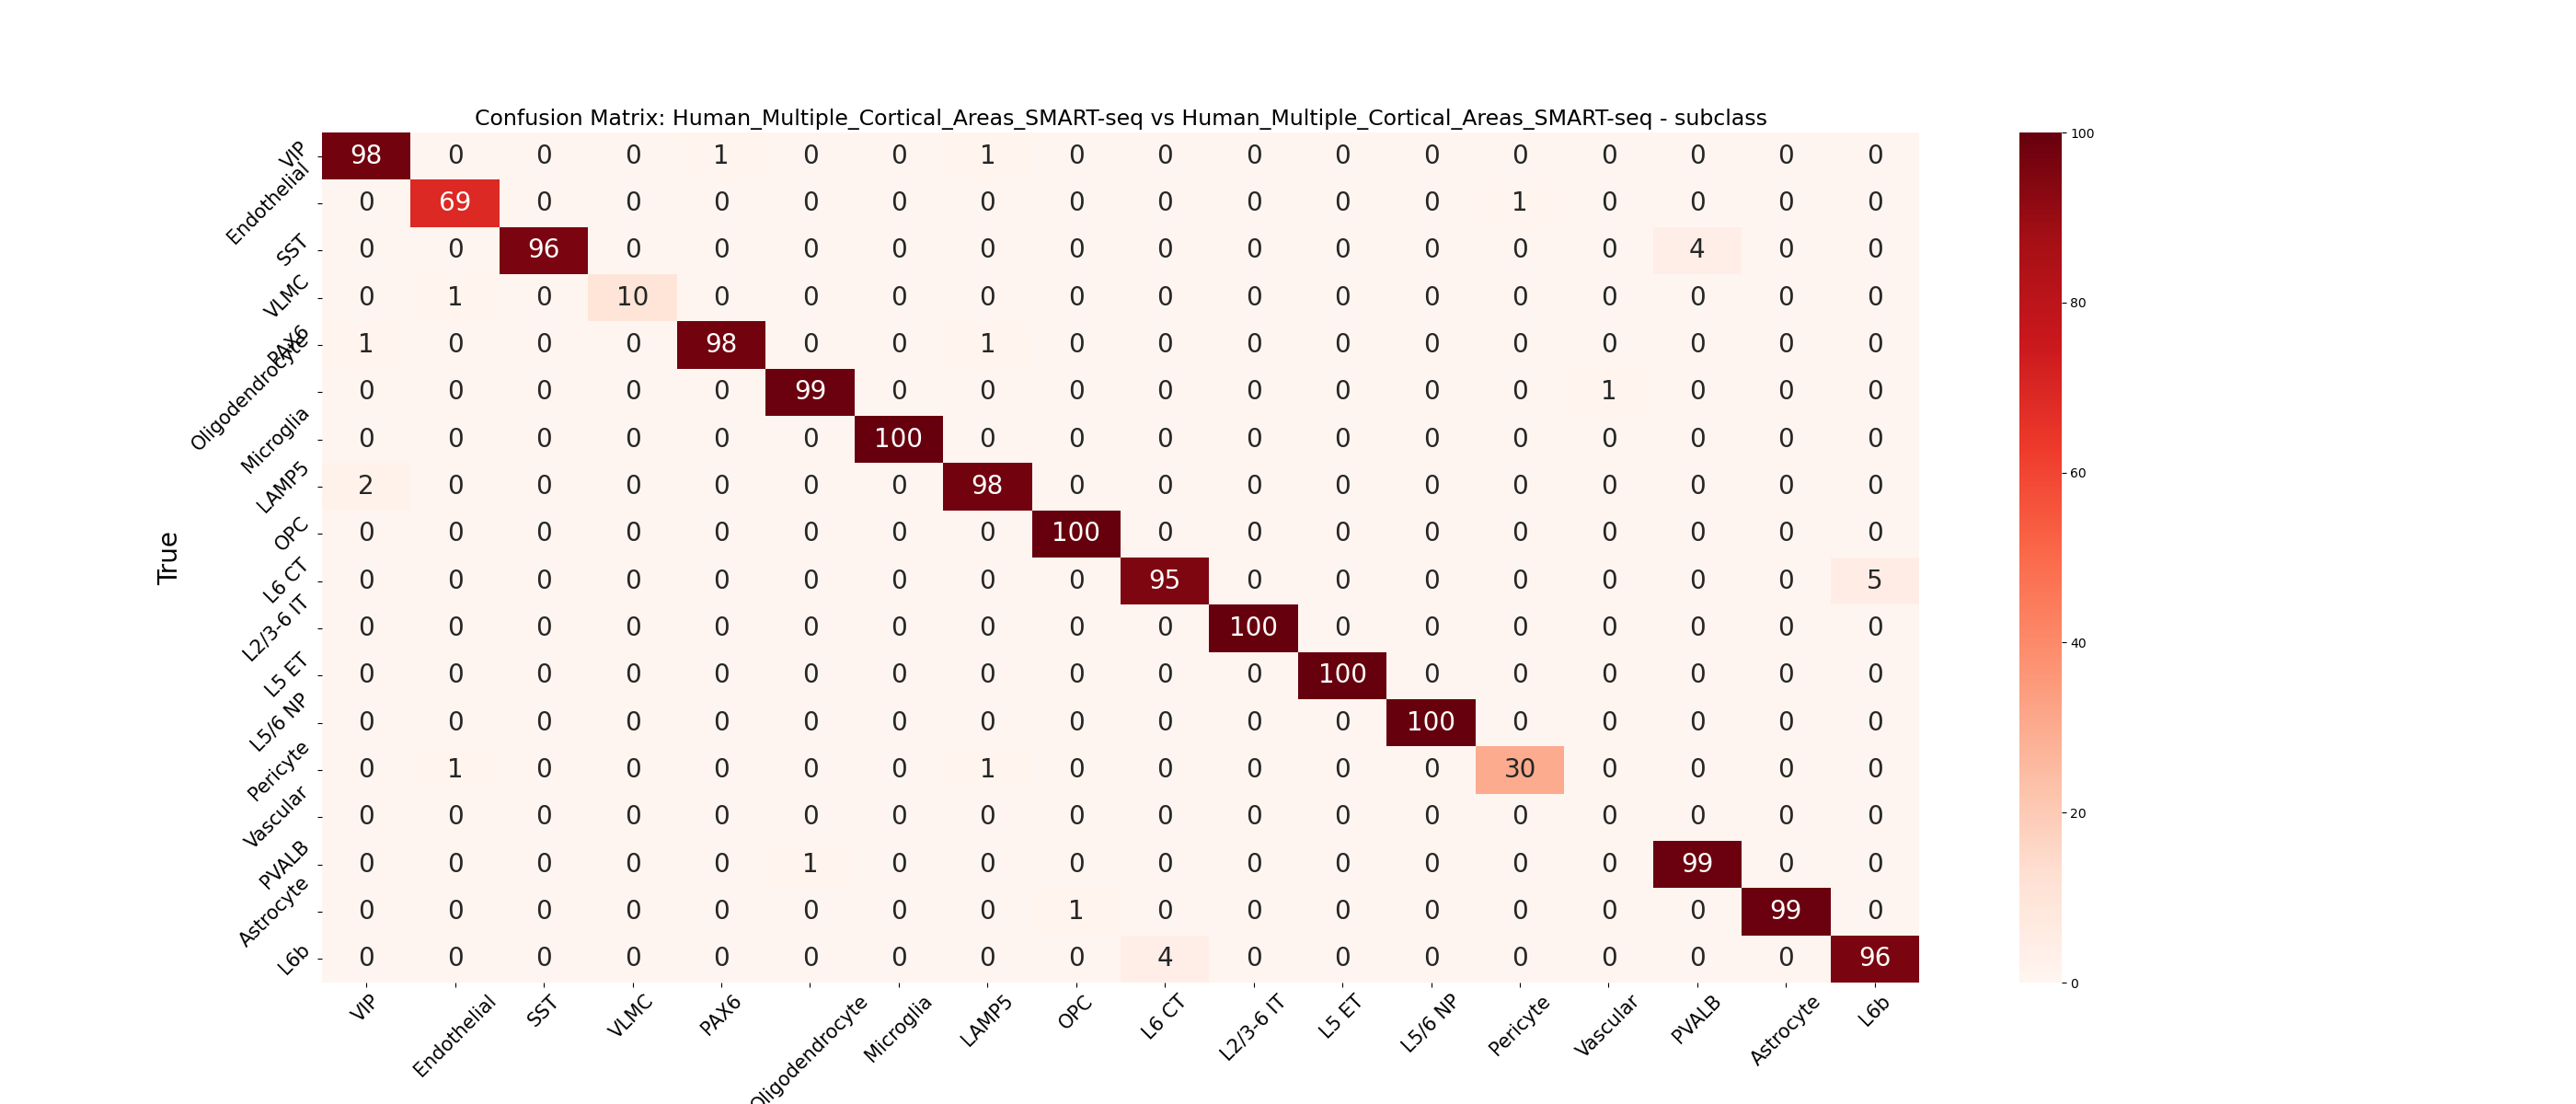 Confusion Matrix: Human_Multiple_Cortical_Areas_SMART-seq vs Human_Multiple_Cortical_Areas_SMART-seq - subclass
VIP 98 0 0 0 1 0 0 1 0 0 0 0 0 0 0 0 0 0
Endothelial 0 69 0 0 0 0 0 0 0 0 0 0 0 1 0 0 0 0
SST 0 0 96 0 0 0 0 0 0 0 0 0 0 0 0 4 0 0
VLMC 0 1 0 10 0 0 0 0 0 0 0 0 0 0 0 0 0 0
PAX6 1 0 0 0 98 0 0 1 0 0 0 0 0 0 0 0 0 0
Oligodendrocyte 0 0 0 0 0 99 0 0 0 0 0 0 0 0 1 0 0 0
Microglia 0 0 0 0 0 0 100 0 0 0 0 0 0 0 0 0 0 0
LAMP5 2 0 0 0 0 0 0 98 0 0 0 0 0 0 0 0 0 0
OPC 0 0 0 0 0 0 0 0 100 0 0 0 0 0 0 0 0 0
L6 CT 0 0 0 0 0 0 0 0 0 95 0 0 0 0 0 0 0 5
L2/3-6 IT 0 0 0 0 0 0 0 0 0 0 100 0 0 0 0 0 0 0
L5 ET 0 0 0 0 0 0 0 0 0 0 0 100 0 0 0 0 0 0
L5/6 NP 0 0 0 0 0 0 0 0 0 0 0 0 100 0 0 0 0 0
Pericyte 0 1 0 0 0 0 0 1 0 0 0 0 0 30 0 0 0 0
Vascular 0 0 0 0 0 0 0 0 0 0 0 0 0 0 0 0 0 0
PVALB 0 0 0 0 0 1 0 0 0 0 0 0 0 0 0 99 0 0
Astrocyte 0 0 0 0 0 0 0 0 1 0 0 0 0 0 0 0 99 0
L6b 0 0 0 0 0 0 0 0 0 4 0 0 0 0 0 0 0 96
True
VIP Endothelial SST VLMC PAX6 Oligodendrocyte Microglia LAMP5 OPC L6 CT L2/3-6 IT L5 ET L5/6 NP Pericyte Vascular PVALB Astrocyte L6b
100
80
60
40
20
0